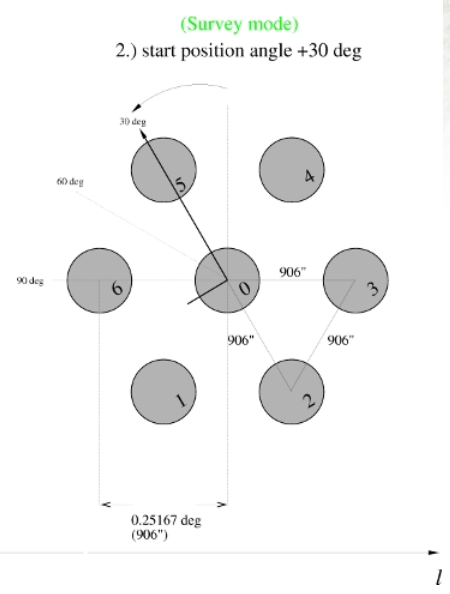 (Survey mode)
2.) start position angle +30 deg
30 deg
5
4
60 deg
90 deg
6
0
906"
3
906"
906"
1
2
0.25167 deg
(906")
l